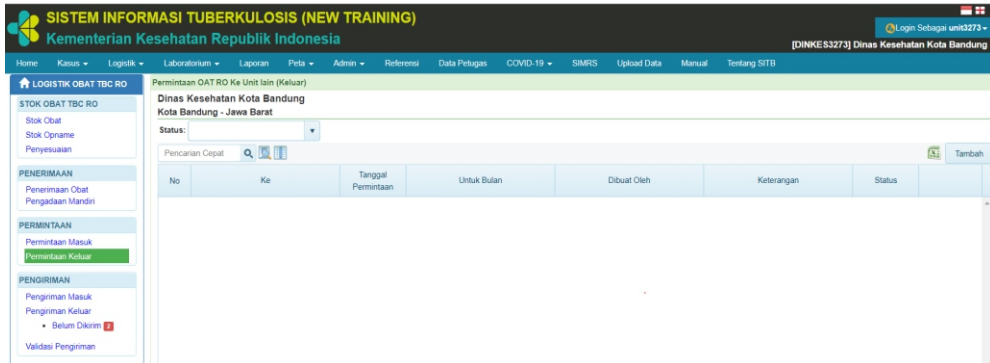 SISTEM INFORMASI TUBERKULOSIS (NEW TRAINING)
Kementerian Kesehatan Republik Indonesia
Login Sebagai unit3273
[DINKES3273] Dinas Kesehatan Kota Bandung
Home Kasus Logistik Laboratorium Laporan Peta Admin Referensi Data Petugas COVID-19 SIMRS Upload Data Manual Tentang SITB
LOGISTIK OBAT TBC RO
STOK OBAT TBC RO
Stok Obat
Stok Opname
Penyesuaian
PENERIMAAN
Penerimaan Obat
Pengadaan Mandiri
PERMINTAAN
Permintaan Masuk
Permintaan Keluar
PENGIRIMAN
Pengiriman Masuk
Pengiriman Keluar
Belum Dikirim 2
Validasi Pengiriman
Permintaan OAT RO Ke Unit lain (Keluar)
Dinas Kesehatan Kota Bandung
Kota Bandung - Jawa Barat
Status:
Pencarian Cepat
Tambah
No Ke Tanggal Permintaan Untuk Bulan Dibuat Oleh Keterangan Status